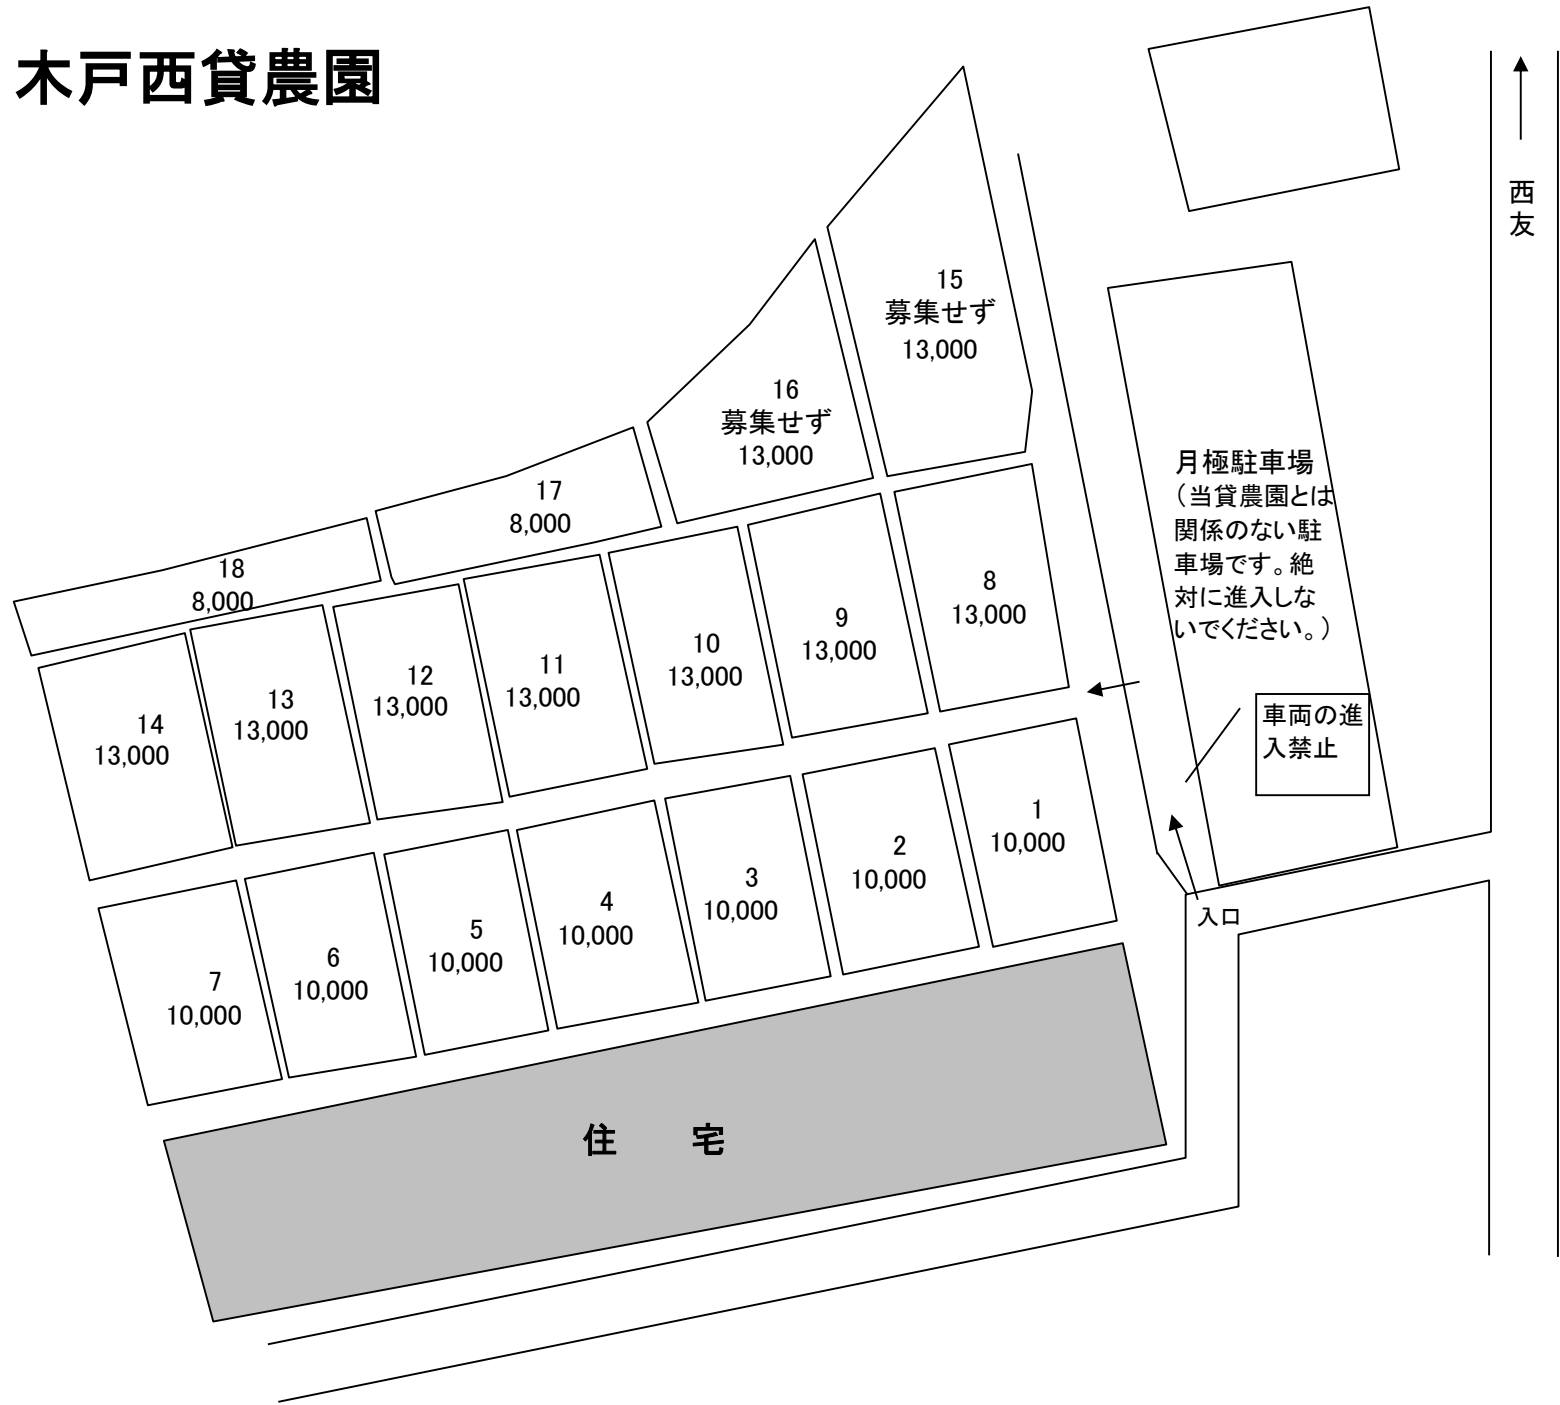 木戸西貸農園
西
友
15
募集せず
13,000
16
募集せず
13,000
17
8,000
18
8,000
月極駐車場
（当貸農園とは
関係のない駐
車場です。絶
対に進入しな
いでください。）
8
13,000
9
13,000
10
13,000
11
13,000
12
13,000
13
13,000
14
13,000
車両の進
入禁止
1
10,000
2
10,000
3
10,000
4
10,000
5
10,000
6
10,000
7
10,000
入口
住　宅